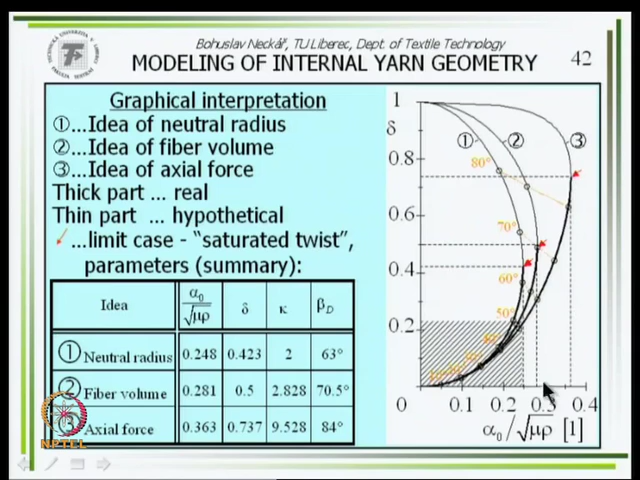 Bohuslav Neckář, TU Liberec, Dept. of Textile Technology
MODELING OF INTERNAL YARN GEOMETRY
42
Graphical interpretation
①...Idea of neutral radius
②...Idea of fiber volume
③...Idea of axial force
Thick part ... real
Thin part ... hypothetical
...limit case - “saturated twist”,
parameters (summary):
Idea α₀/√μρ δ κ βD
① Neutral radius 0.248 0.423 2 63°
② Fiber volume 0.281 0.5 2.828 70.5°
③ Axial force 0.363 0.737 9.528 84°
1
δ
0.8
0.6
0.4
0.2
0 0.1 0.2 0.3 0.4
α₀/√μρ [1]
① ② ③
80°
70°
60°
50°
NPTEL